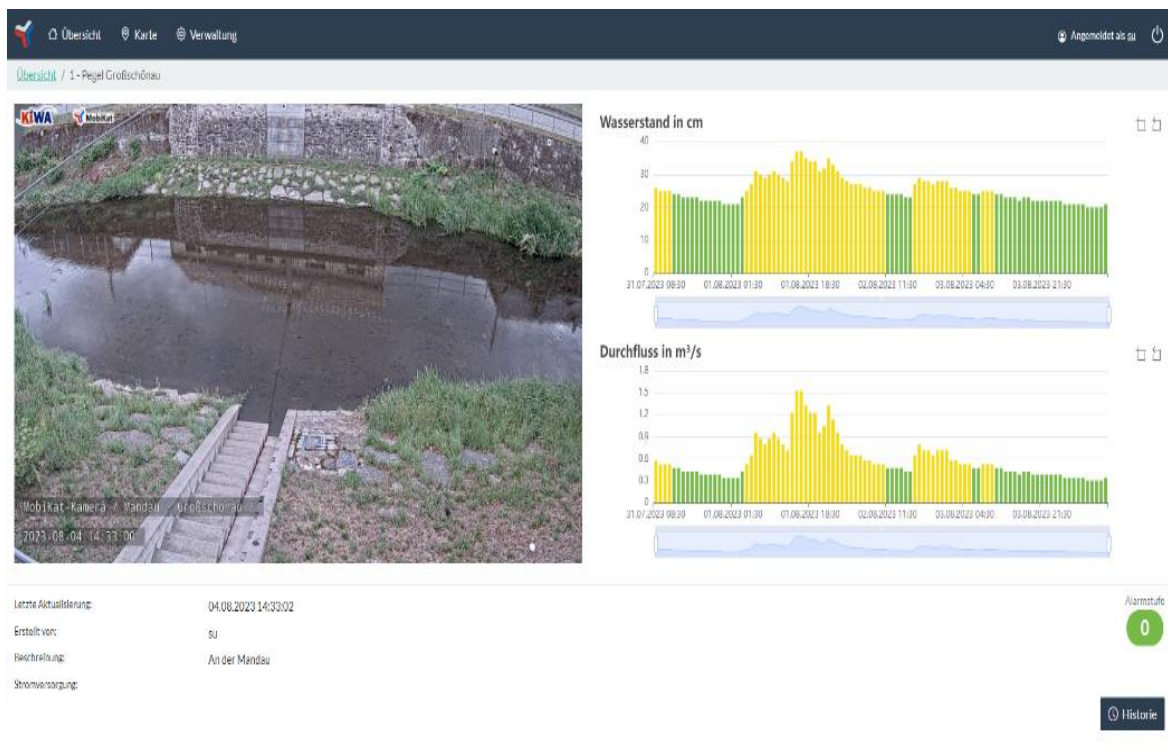 Übersicht Karte Verwaltung Angemeldet als su
Übersicht / 1 - Pegel Großschönau
KIWA MobiKat
MobiKat-Kamera / Mandau / Großschönau /
2023-08-04 14:33:00
Wasserstand in cm
40
30
20
10
0
31.07.2023 08:30 01.08.2023 01:30 01.08.2023 18:30 02.08.2023 11:30 03.08.2023 04:30 03.08.2023 21:30
Durchfluss in m³/s
1.8
1.5
1.2
0.9
0.6
0.3
0
31.07.2023 08:30 01.08.2023 01:30 01.08.2023 18:30 02.08.2023 11:30 03.08.2023 04:30 03.08.2023 21:30
Letzte Aktualisierung: 04.08.2023 14:33:02
Erstellt von: su
Beschreibung: An der Mandau
Stromversorgung:
Alarmstufe
0
Historie